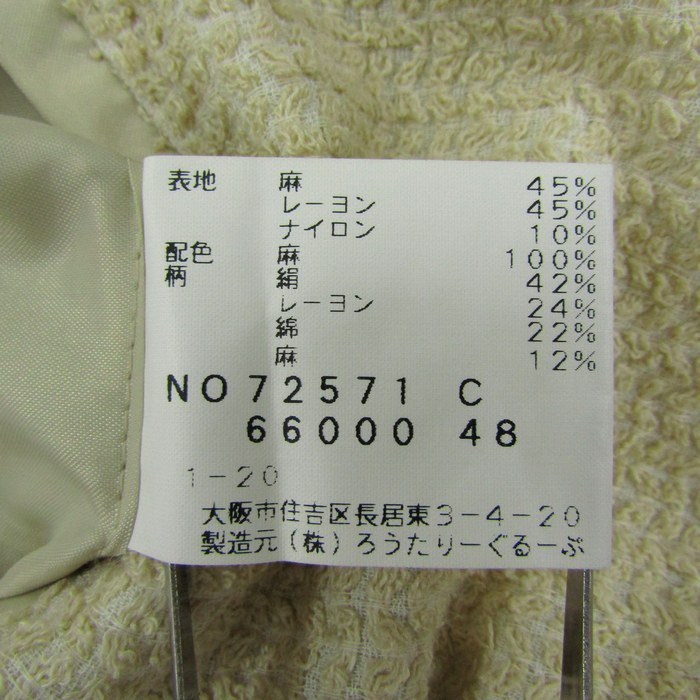 表地 麻 45%
レーヨン 45%
ナイロン 10%
配色 麻 100%
柄 絹 42%
レーヨン 24%
綿 22%
麻 12%
NO72571 C
66000 48
1-20
大阪市住吉区長居東3-4-20
製造元(株)ろうたりーぐるーぷ